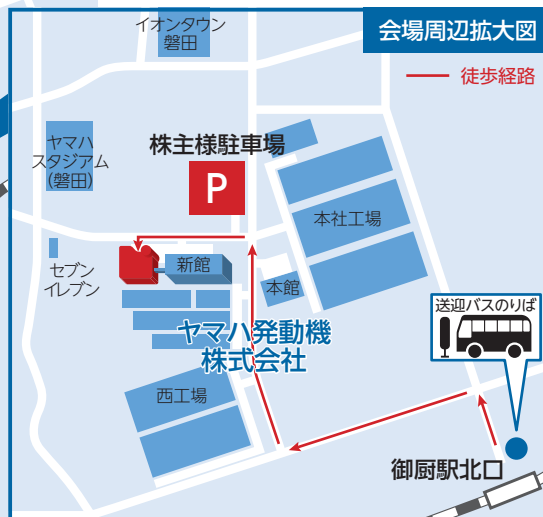 イオンタウン
磐田
会場周辺拡大図
徒歩経路
ヤマハ
スタジアム
(磐田)
株主様駐車場
P
本社工場
セブン
イレブン
新館
本館
送迎バスのりば
ヤマハ発動機
株式会社
西工場
御厨駅北口